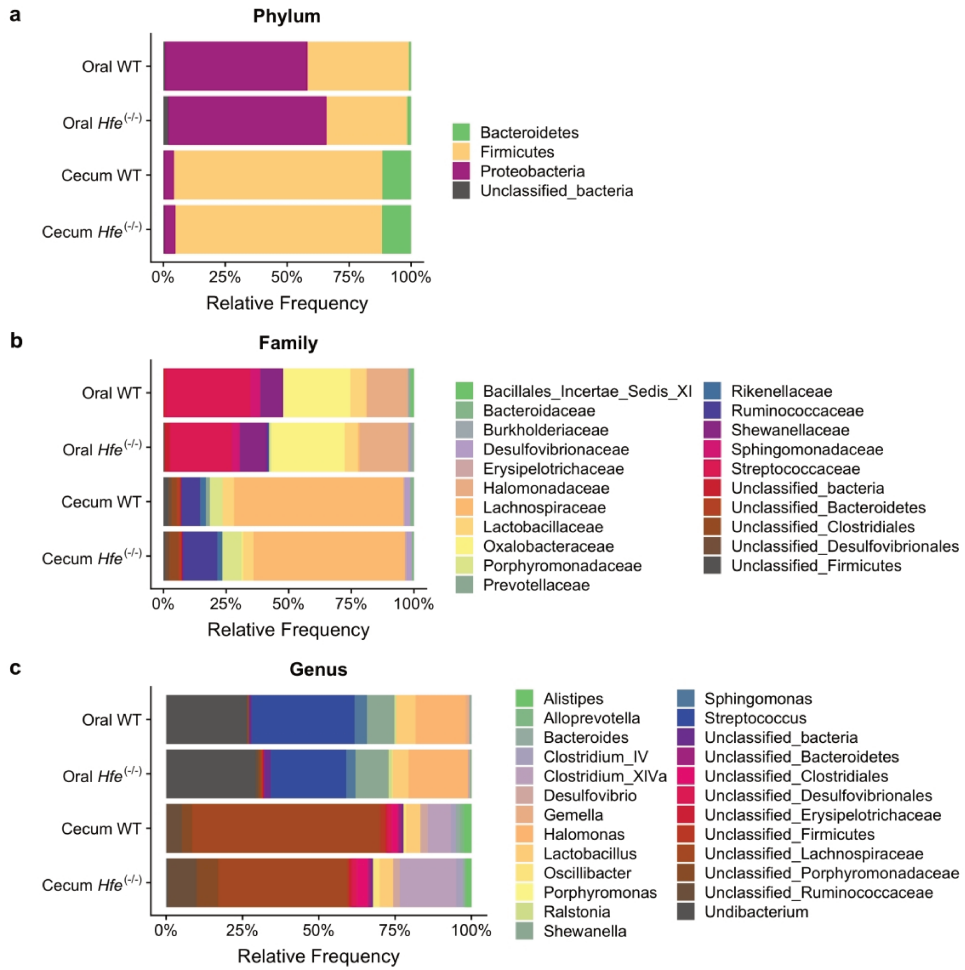 a
Phylum
Oral WT
Oral Hfe(-/-)
Cecum WT
Cecum Hfe(-/-)
0% 25% 50% 75% 100%
Relative Frequency
Bacteroidetes
Firmicutes
Proteobacteria
Unclassified_bacteria
b
Family
Oral WT
Oral Hfe(-/-)
Cecum WT
Cecum Hfe(-/-)
0% 25% 50% 75% 100%
Relative Frequency
Bacillales_Incertae_Sedis_XI
Bacteroidaceae
Burkholderiaceae
Desulfovibrionaceae
Erysipelotrichaceae
Halomonadaceae
Lachnospiraceae
Lactobacillaceae
Oxalobacteraceae
Porphyromonadaceae
Prevotellaceae
Rikenellaceae
Ruminococcaceae
Shewanellaceae
Sphingomonadaceae
Streptococcaceae
Unclassified_bacteria
Unclassified_Bacteroidetes
Unclassified_Clostridiales
Unclassified_Desulfovibrionales
Unclassified_Firmicutes
c
Genus
Oral WT
Oral Hfe(-/-)
Cecum WT
Cecum Hfe(-/-)
0% 25% 50% 75% 100%
Relative Frequency
Alistipes
Alloprevotella
Bacteroides
Clostridium_IV
Clostridium_XIVa
Desulfovibrio
Gemella
Halomonas
Lactobacillus
Oscillibacter
Porphyromonas
Ralstonia
Shewanella
Sphingomonas
Streptococcus
Unclassified_bacteria
Unclassified_Bacteroidetes
Unclassified_Clostridiales
Unclassified_Desulfovibrionales
Unclassified_Erysipelotrichaceae
Unclassified_Firmicutes
Unclassified_Lachnospiraceae
Unclassified_Porphyromonadaceae
Unclassified_Ruminococcaceae
Undibacterium